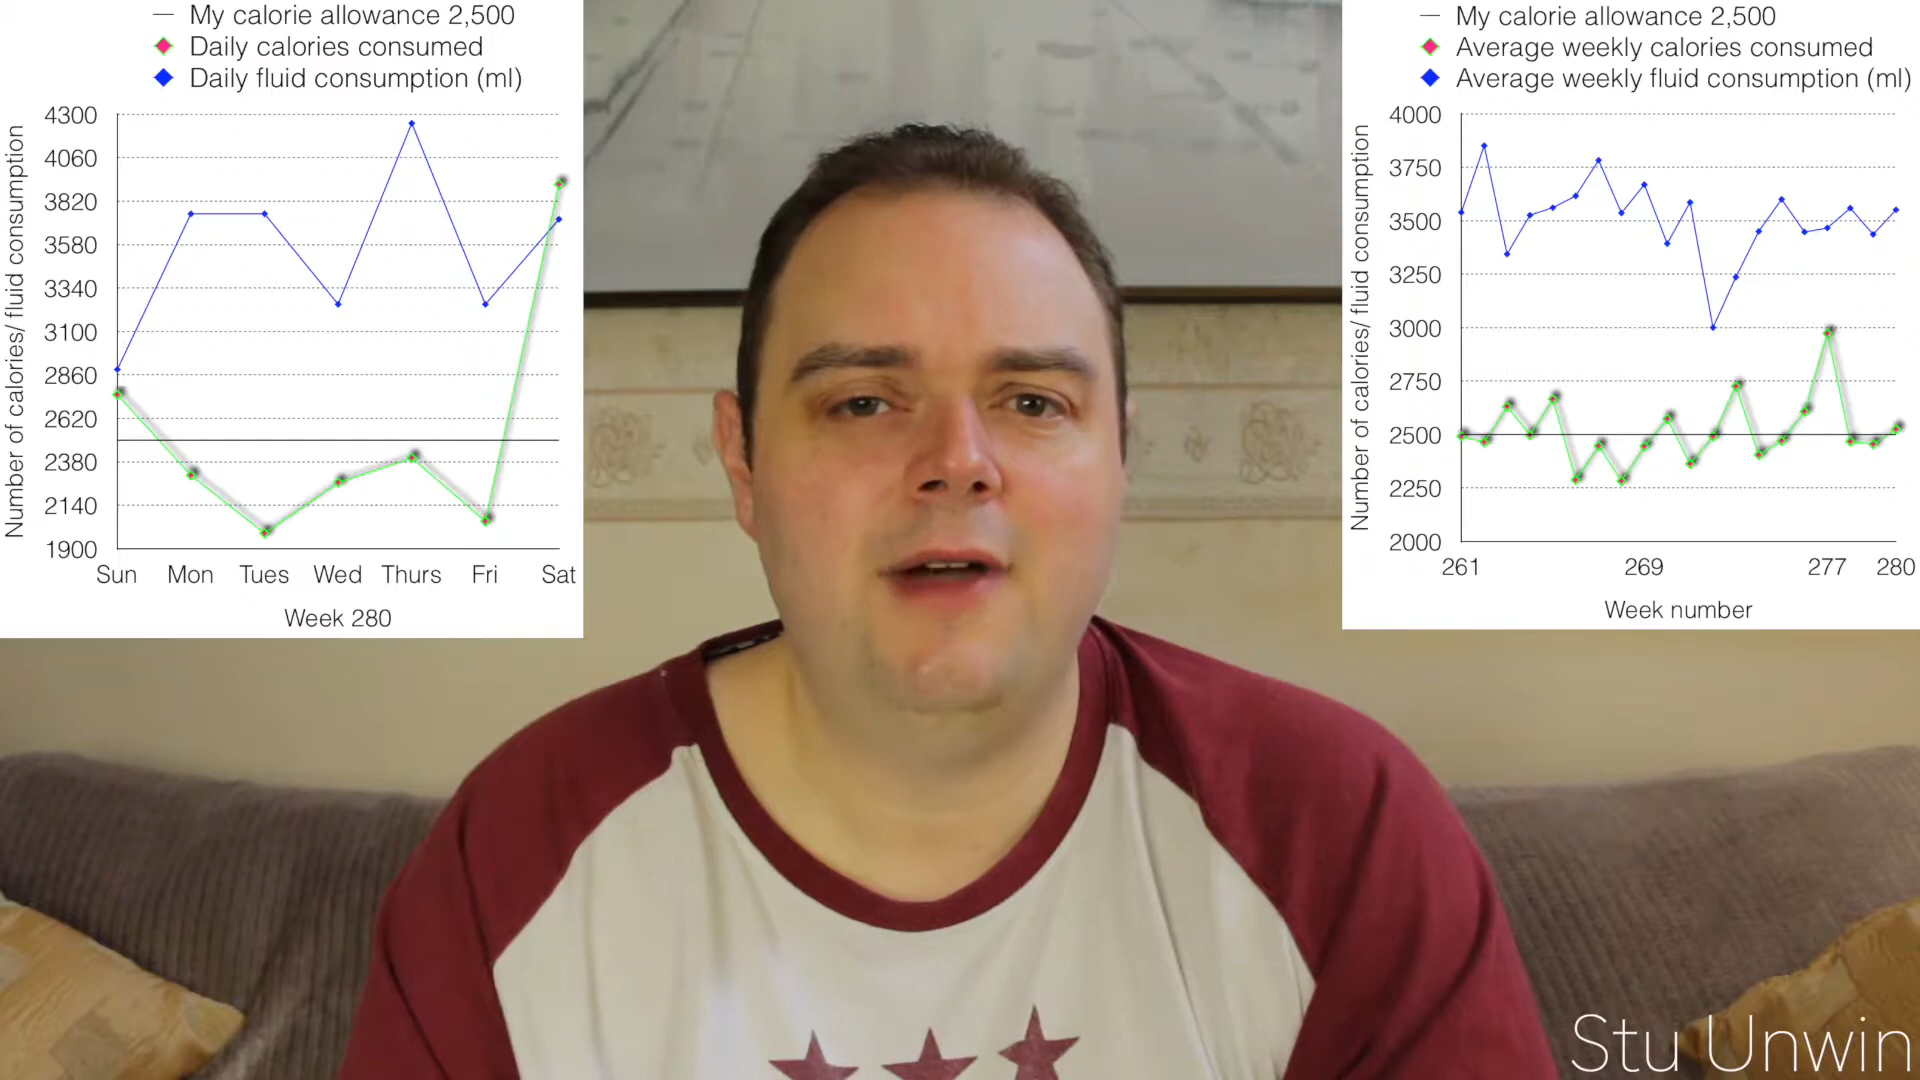 My calorie allowance 2,500
Daily calories consumed
Daily fluid consumption (ml)
Number of calories/ fluid consumption
4300
4060
3820
3580
3340
3100
2860
2620
2380
2140
1900
Sun Mon Tues Wed Thurs Fri Sat
Week 280
My calorie allowance 2,500
Average weekly calories consumed
Average weekly fluid consumption (ml)
Number of calories/ fluid consumption
4000
3750
3500
3250
3000
2750
2500
2250
2000
261 269 277 280
Week number
Stu Unwin